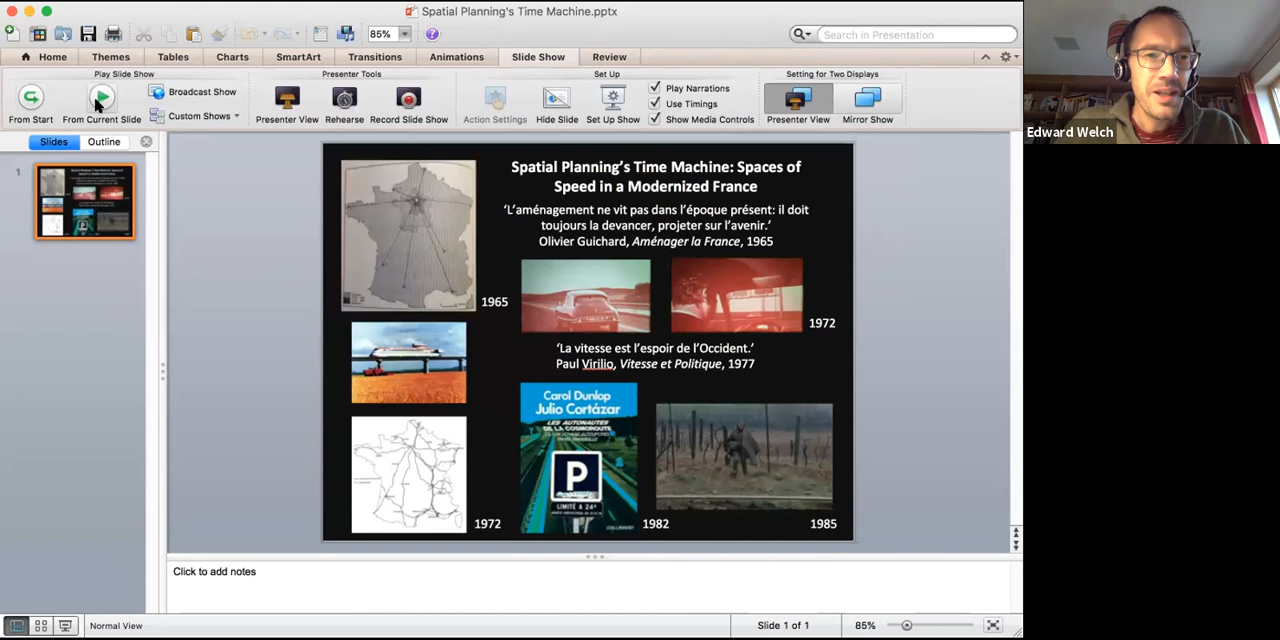 Spatial Planning's Time Machine.pptx
85%
Search in Presentation
Home
Themes
Tables
Charts
SmartArt
Transitions
Animations
Slide Show
Review
Play Slide Show
Presenter Tools
Set Up
Setting for Two Displays
From Start
From Current Slide
Broadcast Show
Custom Shows
Presenter View
Rehearse
Record Slide Show
Action Settings
Hide Slide
Set Up Show
Play Narrations
Use Timings
Show Media Controls
Presenter View
Mirror Show
Edward Welch
Slides
Outline
1
Spatial Planning's Time Machine: Spaces of
Speed in a Modernized France
'L'aménagement ne vit pas dans l'époque présent: il doit
toujours la devancer, projeter sur l'avenir.'
Olivier Guichard, Aménager la France, 1965
1965
1972
'La vitesse est l'espoir de l'Occident.'
Paul Virilio, Vitesse et Politique, 1977
Carol Dunlop
Julio Cortázar
LES AUTONAUTES
DE LA COSMOROUTE
P
LIMITE A 24H
GALLIMARD
1972
1982
1985
Click to add notes
Normal View
Slide 1 of 1
85%